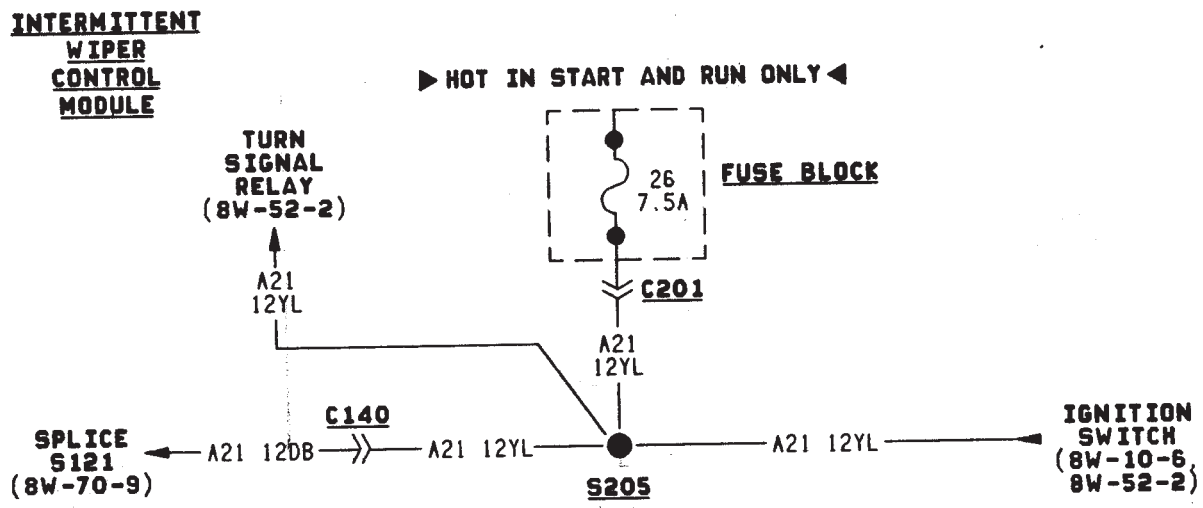 INTERMITTENT
WIPER
CONTROL
MODULE
▶HOT IN START AND RUN ONLY◀
TURN
SIGNAL
RELAY
(8W-52-2)
26
7.5A
FUSE BLOCK
A21
12YL
C201
A21
12YL
C140
SPLICE
S121
(8W-70-9)
A21 12DB
A21 12YL
S205
A21 12YL
IGNITION
SWITCH
(8W-10-6,
8W-52-2)